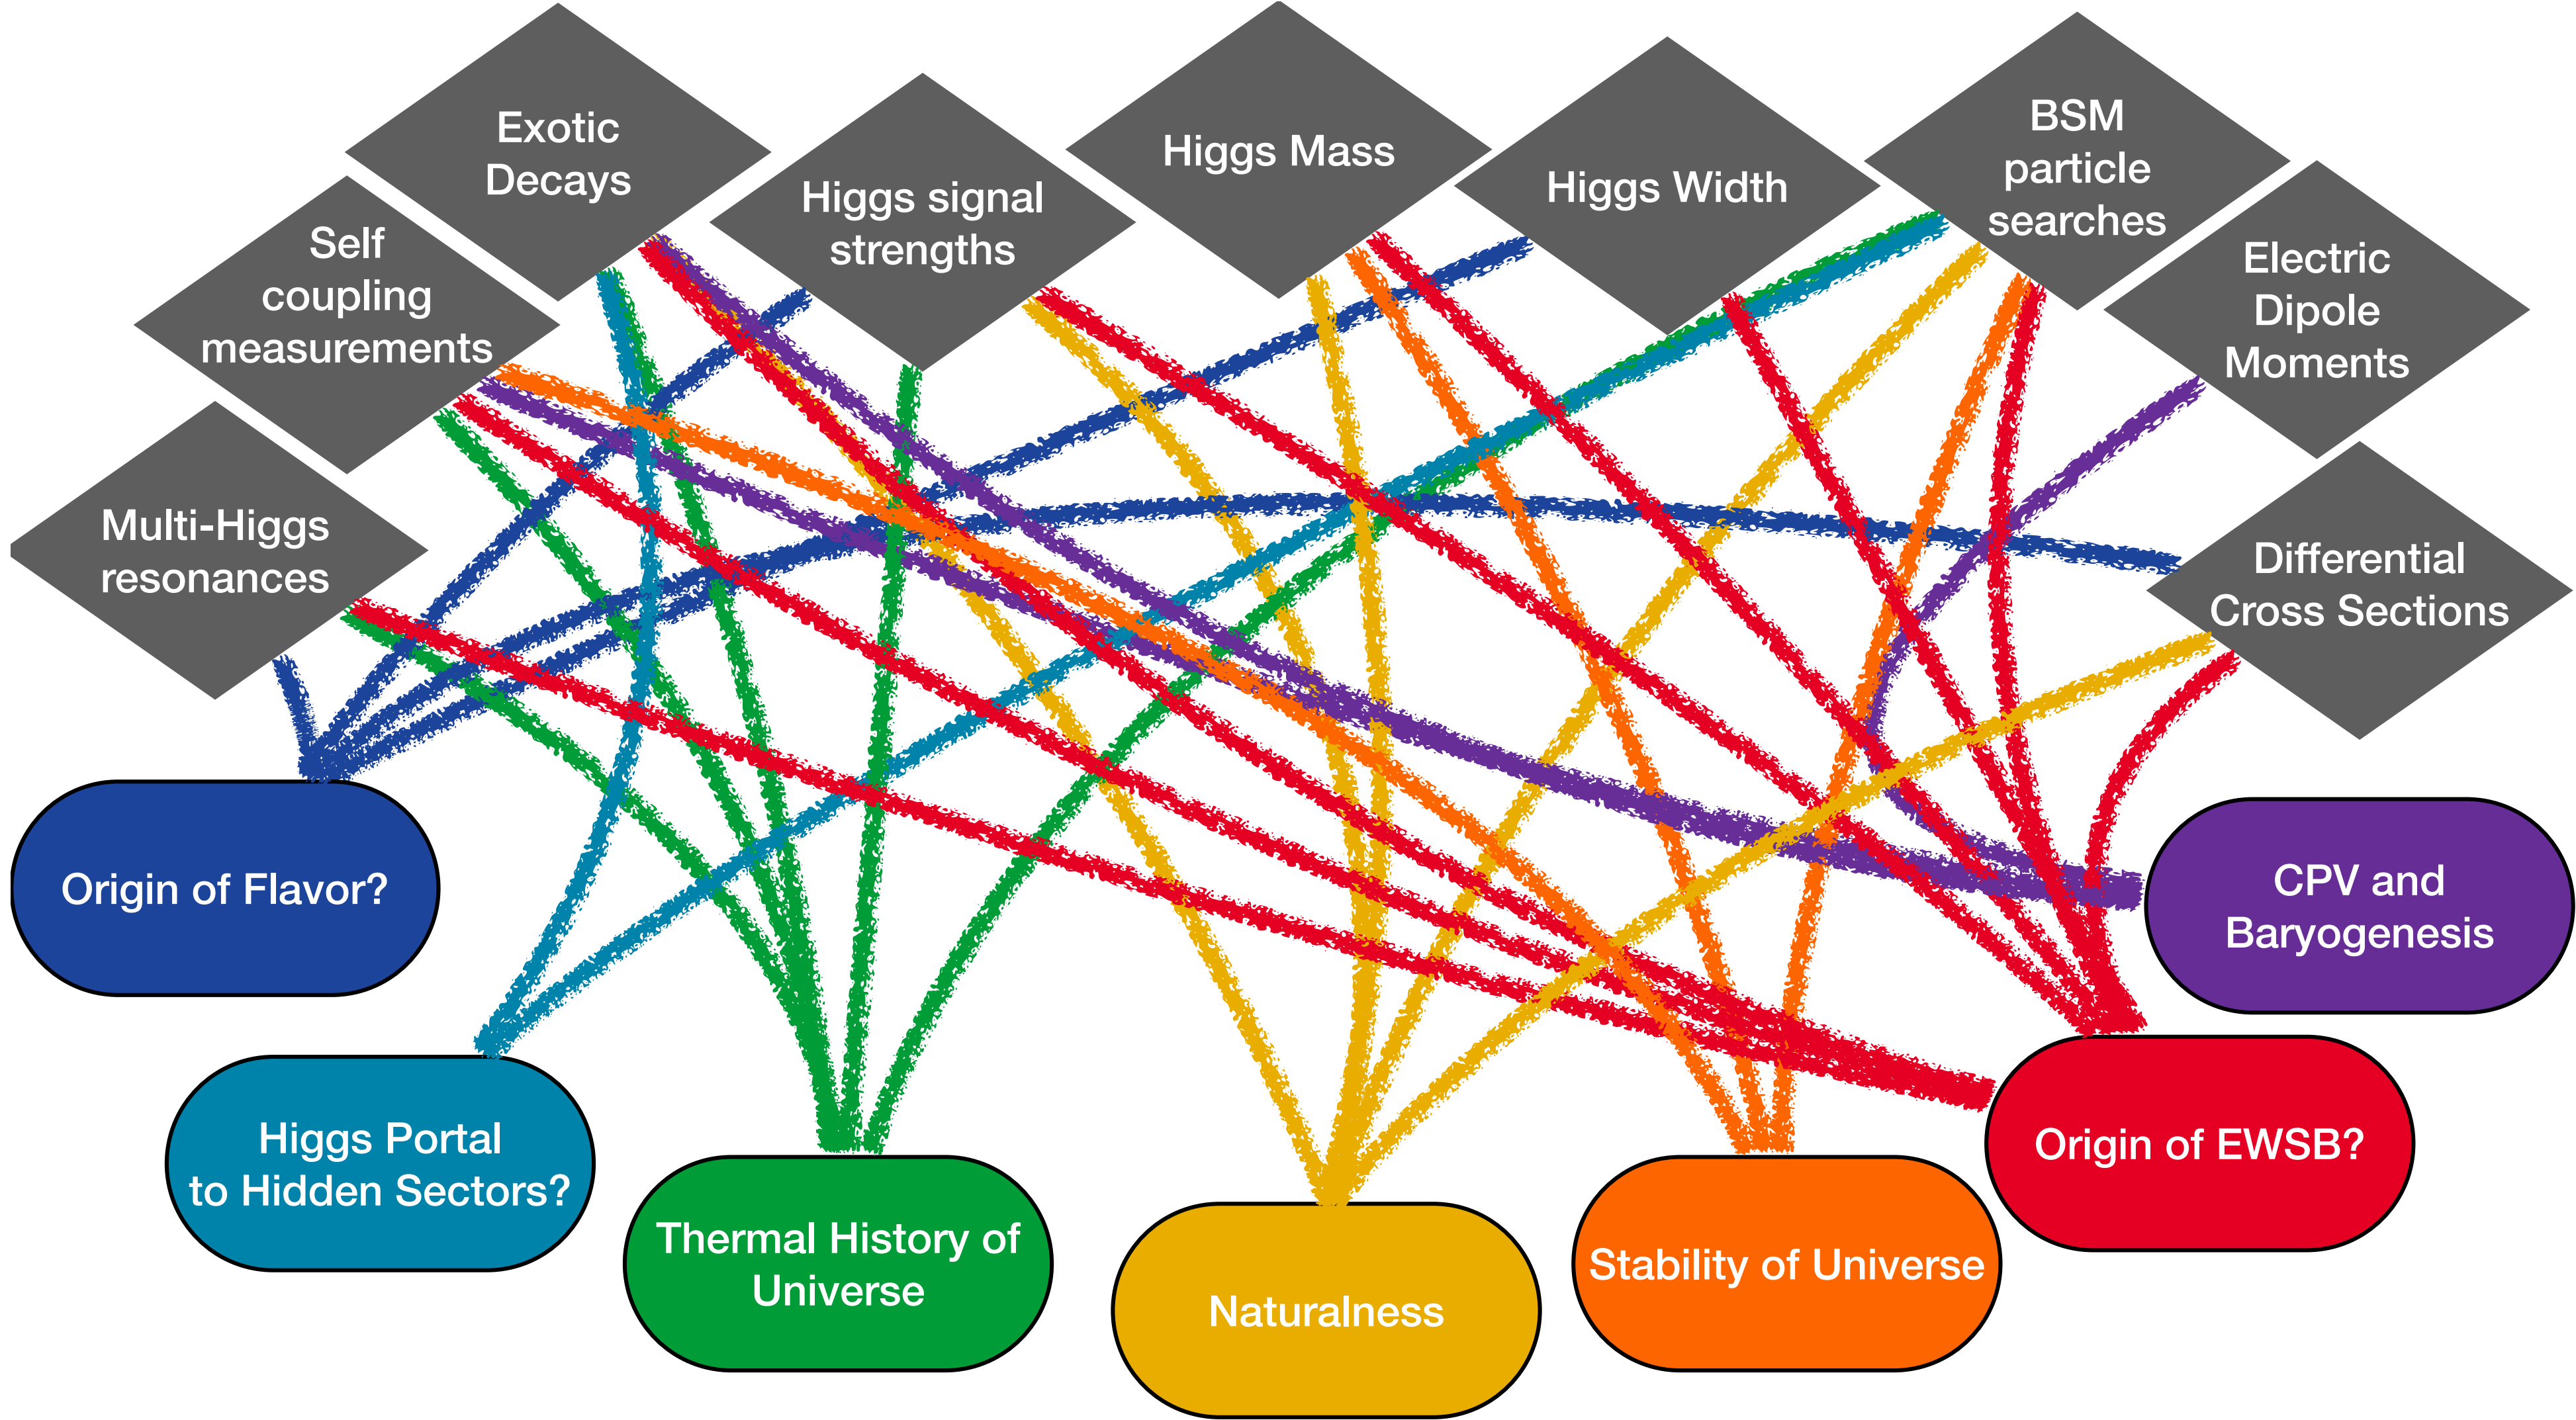 Exotic
Decays
Higgs signal
strengths
Higgs Mass
Higgs Width
BSM
particle
searches
Self
coupling
measurements
Electric
Dipole
Moments
Multi-Higgs
resonances
Differential
Cross Sections
Origin of Flavor?
CPV and
Baryogenesis
Higgs Portal
to Hidden Sectors?
Thermal History of
Universe
Naturalness
Stability of Universe
Origin of EWSB?